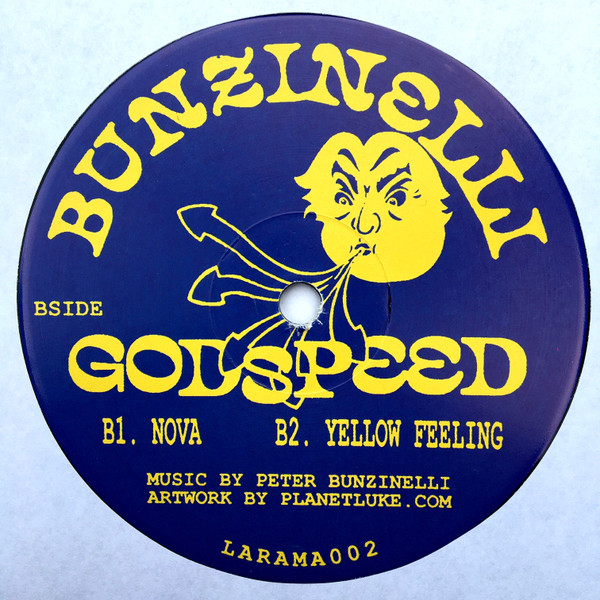 BUNZINELLI
BSIDE
GODSPEED
B1. NOVA B2. YELLOW FEELING
MUSIC BY PETER BUNZINELLI
ARTWORK BY PLANETLUKE.COM
LARAMA002